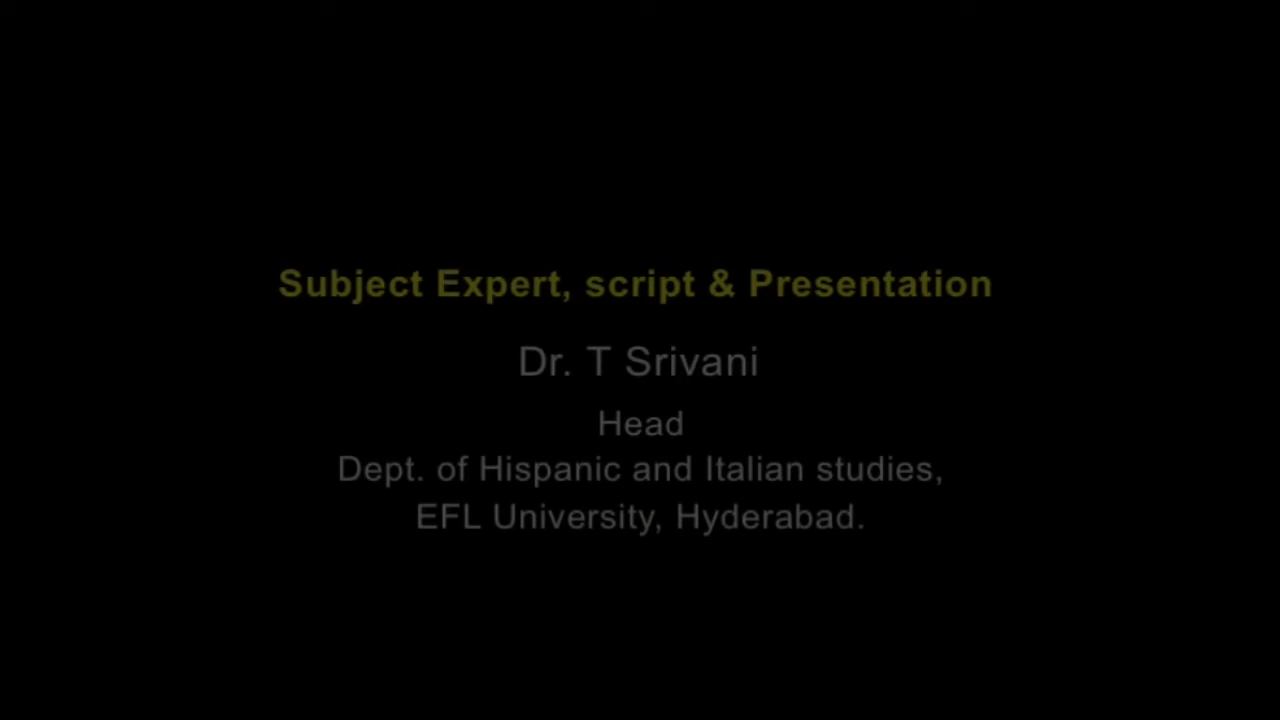 Subject Expert, script & Presentation
Dr. T Srivani
Head
Dept. of Hispanic and Italian studies,
EFL University, Hyderabad.